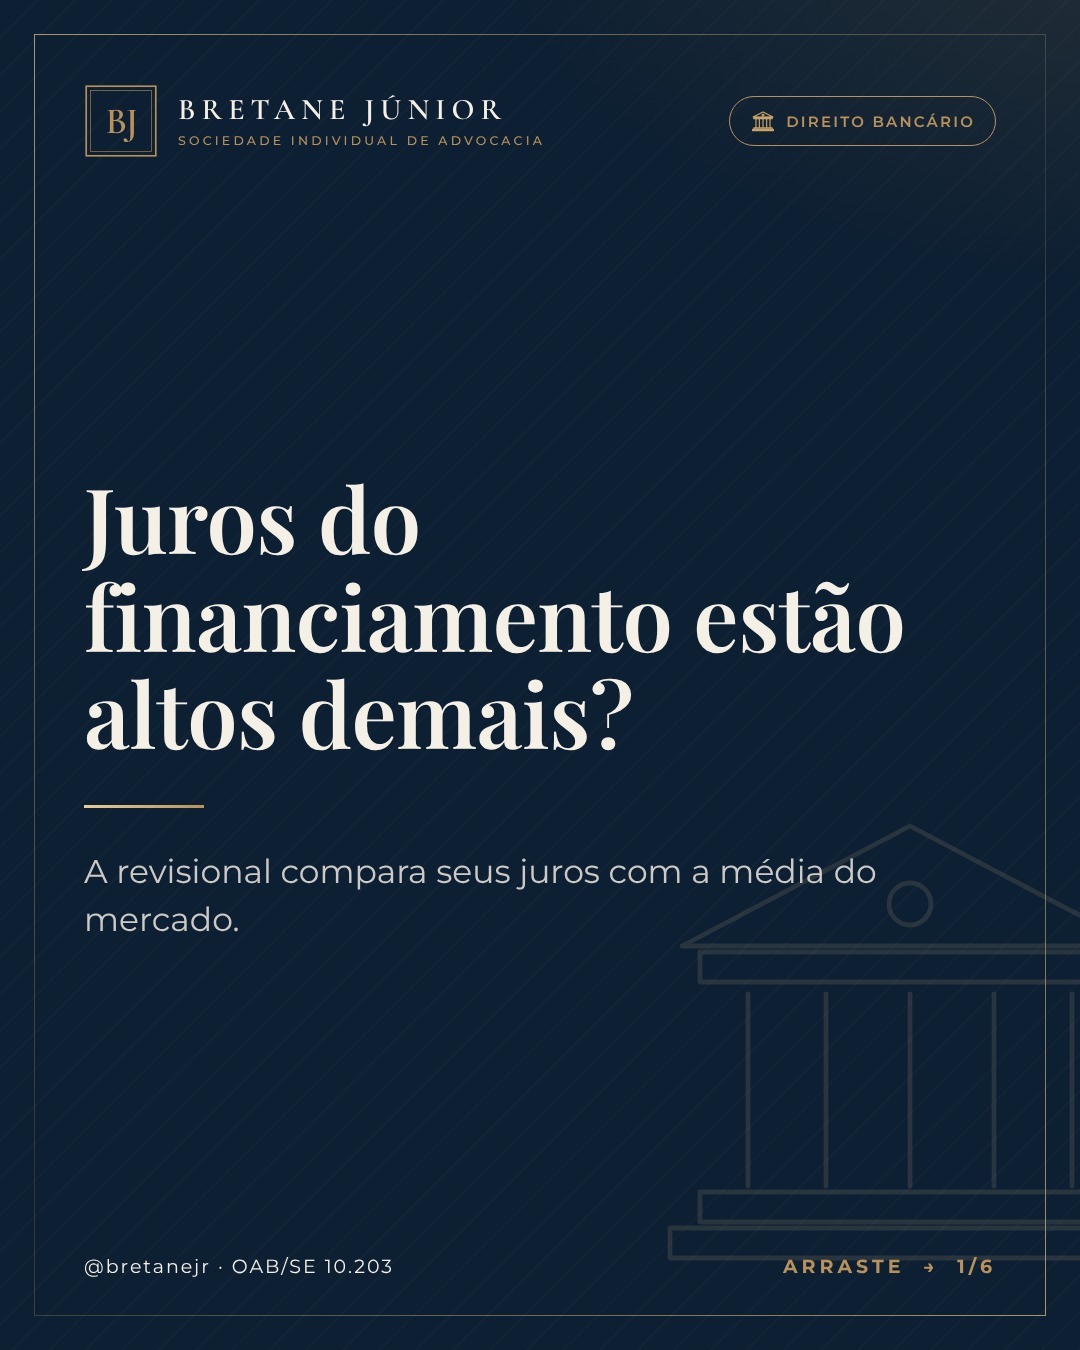 BJ
BRETANE JÚNIOR
SOCIEDADE INDIVIDUAL DE ADVOCACIA
DIREITO BANCÁRIO
Juros do
financiamento estão
altos demais?
A revisional compara seus juros com a média do
mercado.
@bretanejr · OAB/SE 10.203
ARRASTE → 1/6